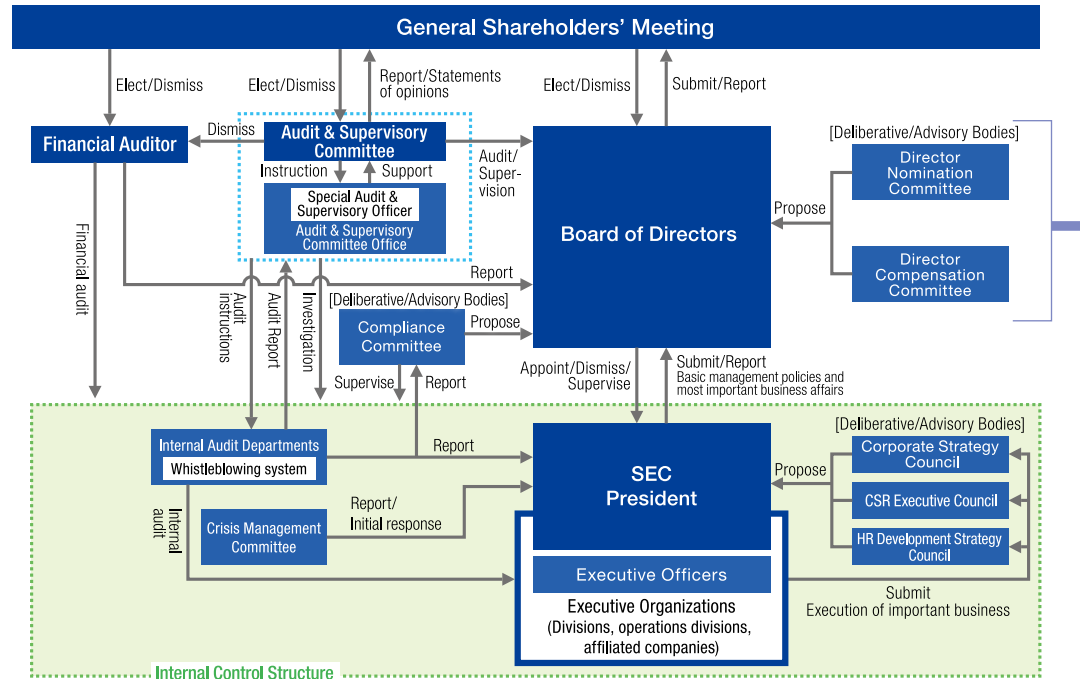 General Shareholders' Meeting
Elect/Dismiss
Elect/Dismiss
Report/Statements
of opinions
Elect/Dismiss
Submit/Report
Financial Auditor
Dismiss
Audit & Supervisory
Committee
Instruction
Support
Special Audit &
Supervisory Officer
Audit & Supervisory
Committee Office
Audit/
Super-
vision
Board of Directors
[Deliberative/Advisory Bodies]
Director
Nomination
Committee
Propose
Director
Compensation
Committee
Financial audit
Report
Audit
instructions
Audit Report
Investigation
[Deliberative/Advisory Bodies]
Compliance
Committee
Propose
Supervise
Report
Appoint/Dismiss/
Supervise
Submit/Report
Basic management policies and
most important business affairs
Internal Audit Departments
Whistleblowing system
Report
SEC
President
[Deliberative/Advisory Bodies]
Corporate Strategy
Council
Propose
CSR Executive Council
HR Development Strategy
Council
Internal
audit
Crisis Management
Committee
Report/
Initial response
Executive Officers
Executive Organizations
(Divisions, operations divisions,
affiliated companies)
Submit
Execution of important business
Internal Control Structure